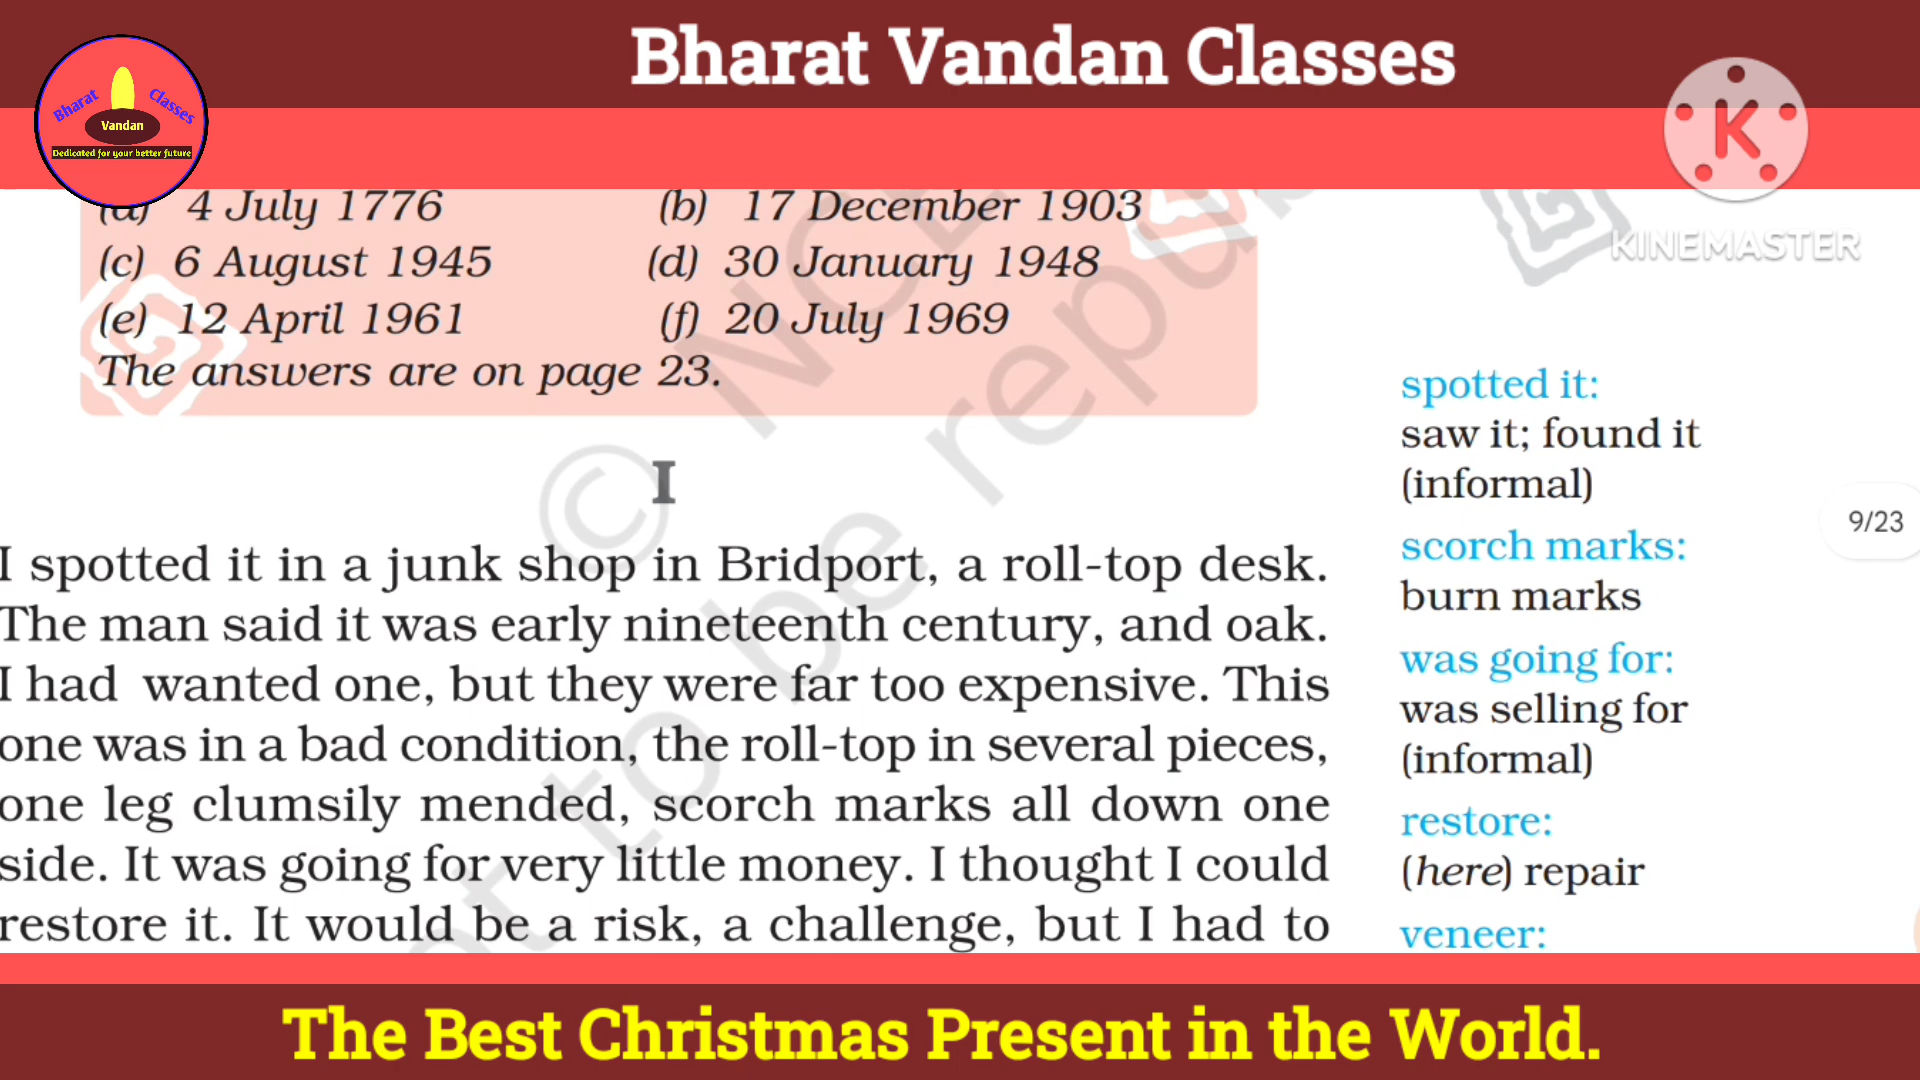 Bharat Vandan Classes
Bharat Classes
Vandan
Dedicated for your better future
K
KINEMASTER
(a) 4 July 1776 (b) 17 December 1903
(c) 6 August 1945 (d) 30 January 1948
(e) 12 April 1961 (f) 20 July 1969
The answers are on page 23.
I
I spotted it in a junk shop in Bridport, a roll-top desk.
The man said it was early nineteenth century, and oak.
I had wanted one, but they were far too expensive. This
one was in a bad condition, the roll-top in several pieces,
one leg clumsily mended, scorch marks all down one
side. It was going for very little money. I thought I could
restore it. It would be a risk, a challenge, but I had to
spotted it:
saw it; found it
(informal)
scorch marks:
burn marks
was going for:
was selling for
(informal)
restore:
(here) repair
veneer:
9/23
© 
to be
The Best Christmas Present in the World.